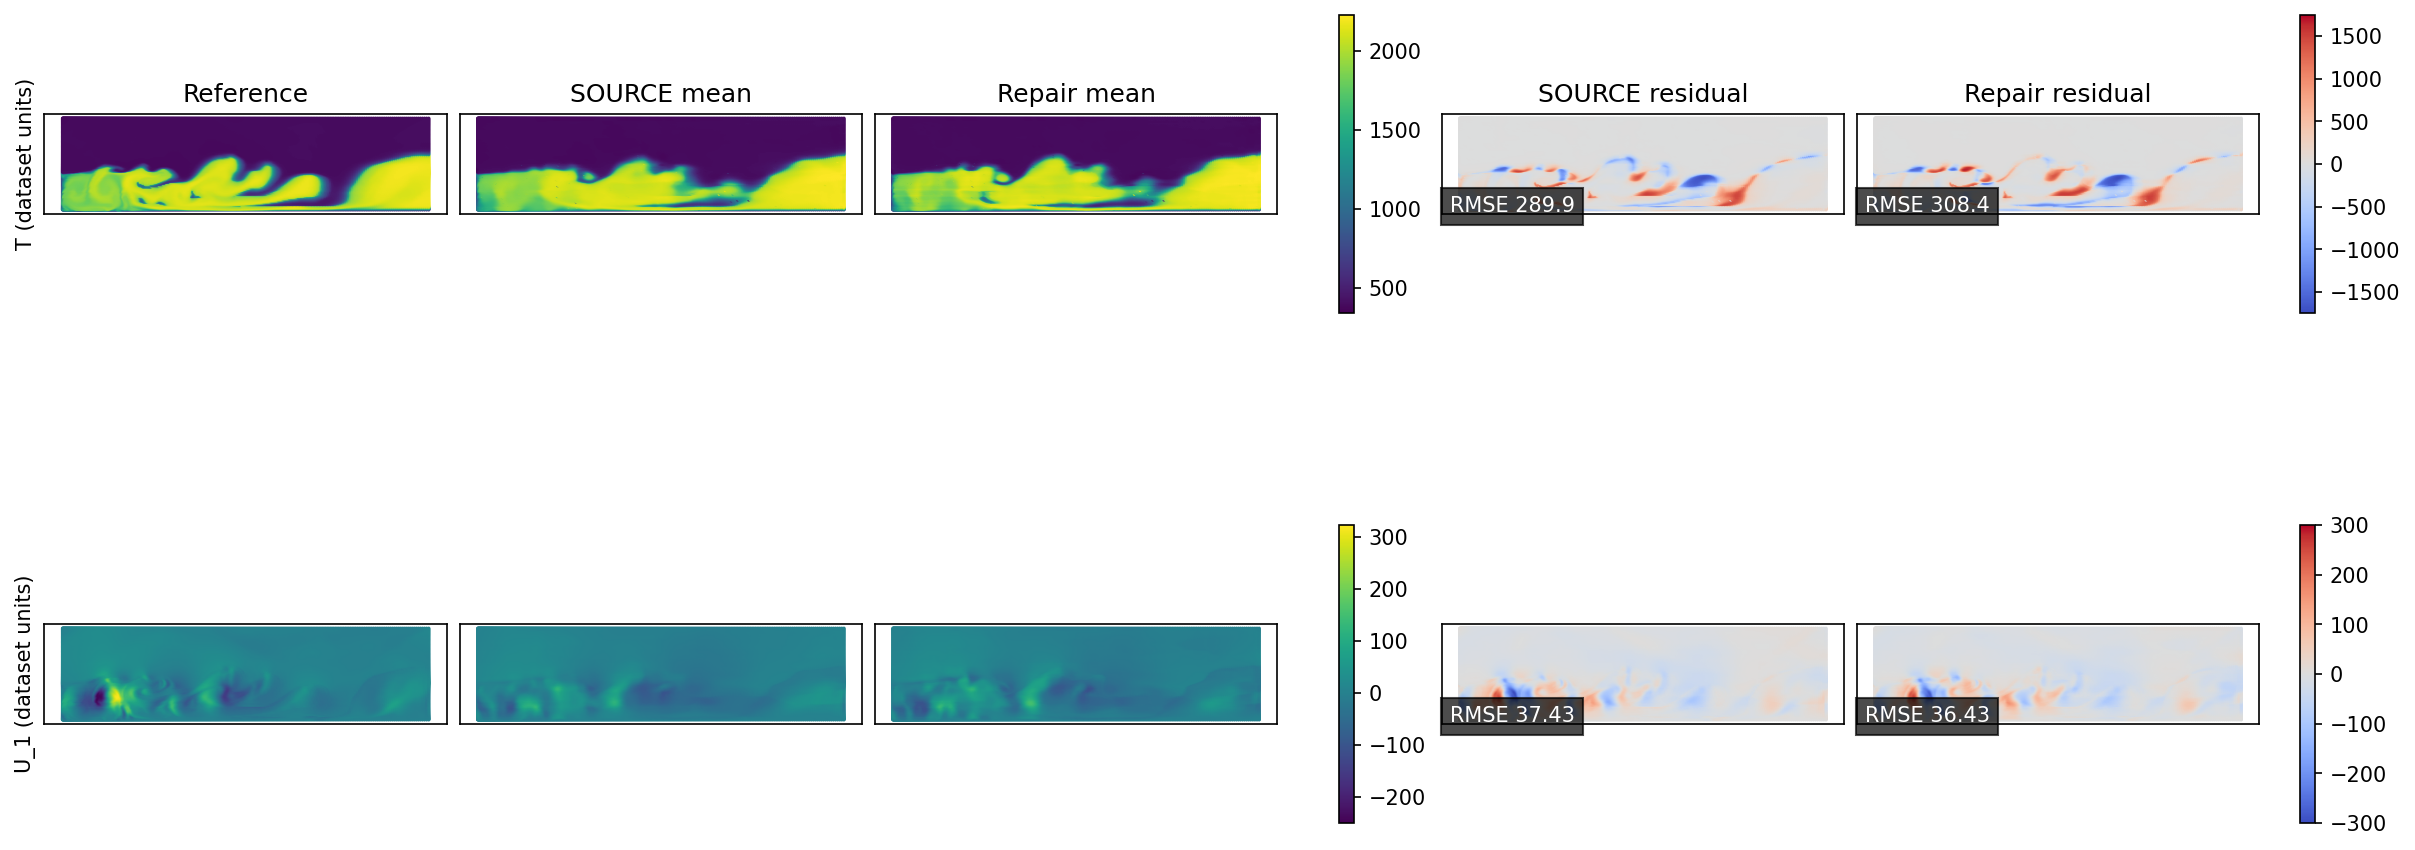 Reference
SOURCE mean
Repair mean
SOURCE residual
Repair residual
T (dataset units)
2000
1500
1000
500
RMSE 289.9
RMSE 308.4
1500
1000
500
0
−500
−1000
−1500
U_1 (dataset units)
300
200
100
0
−100
−200
RMSE 37.43
RMSE 36.43
300
200
100
0
−100
−200
−300